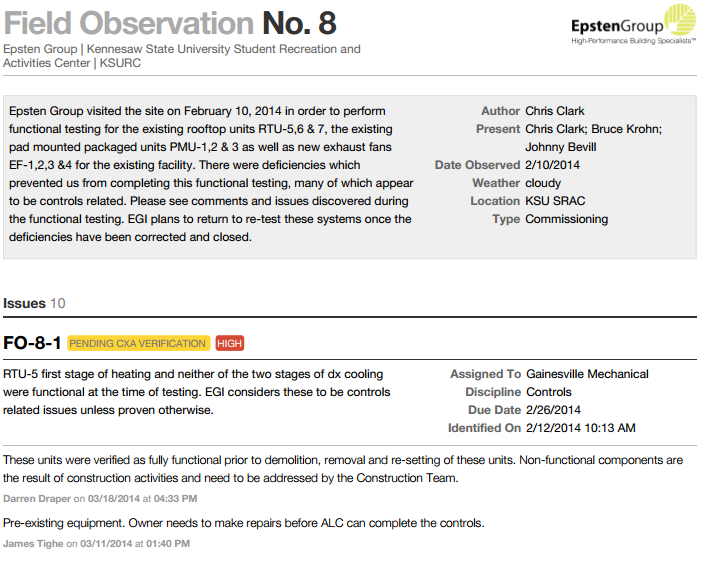 Field Observation No. 8
EpstenGroup
High-Performance Building Specialists™
Epsten Group | Kennesaw State University Student Recreation and
Activities Center | KSURC
Epsten Group visited the site on February 10, 2014 in order to perform
functional testing for the existing rooftop units RTU-5,6 & 7, the existing
pad mounted packaged units PMU-1,2 & 3 as well as new exhaust fans
EF-1,2,3 &4 for the existing facility. There were deficiencies which
prevented us from completing this functional testing, many of which appear
to be controls related. Please see comments and issues discovered during
the functional testing. EGI plans to return to re-test these systems once the
deficiencies have been corrected and closed.
Author Chris Clark
Present Chris Clark; Bruce Krohn;
Johnny Bevill
Date Observed 2/10/2014
Weather cloudy
Location KSU SRAC
Type Commissioning
Issues 10
FO-8-1 PENDING CXA VERIFICATION HIGH
RTU-5 first stage of heating and neither of the two stages of dx cooling
were functional at the time of testing. EGI considers these to be controls
related issues unless proven otherwise.
Assigned To Gainesville Mechanical
Discipline Controls
Due Date 2/26/2014
Identified On 2/12/2014 10:13 AM
These units were verified as fully functional prior to demolition, removal and re-setting of these units. Non-functional components are
the result of construction activities and need to be addressed by the Construction Team.
Darren Draper on 03/18/2014 at 04:33 PM
Pre-existing equipment. Owner needs to make repairs before ALC can complete the controls.
James Tighe on 03/11/2014 at 01:40 PM